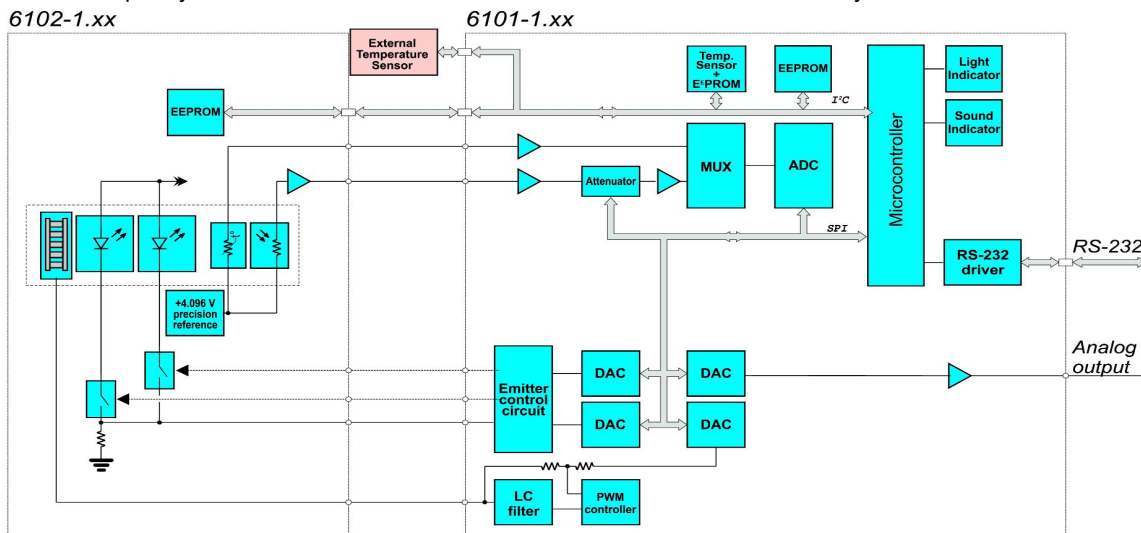 6102-1.xx
6101-1.xx
External
Temperature
Sensor
Temp.
Sensor
+
E²PROM
EEPROM
Light
Indicator
EEPROM
I²C
Sound
Indicator
MUX
ADC
Microcontroller
Attenuator
t°
SPI
RS-232
RS-232
driver
+4.096 V
precision
reference
Analog
output
Emitter
control
circuit
DAC
DAC
DAC
DAC
LC
filter
PWM
controller